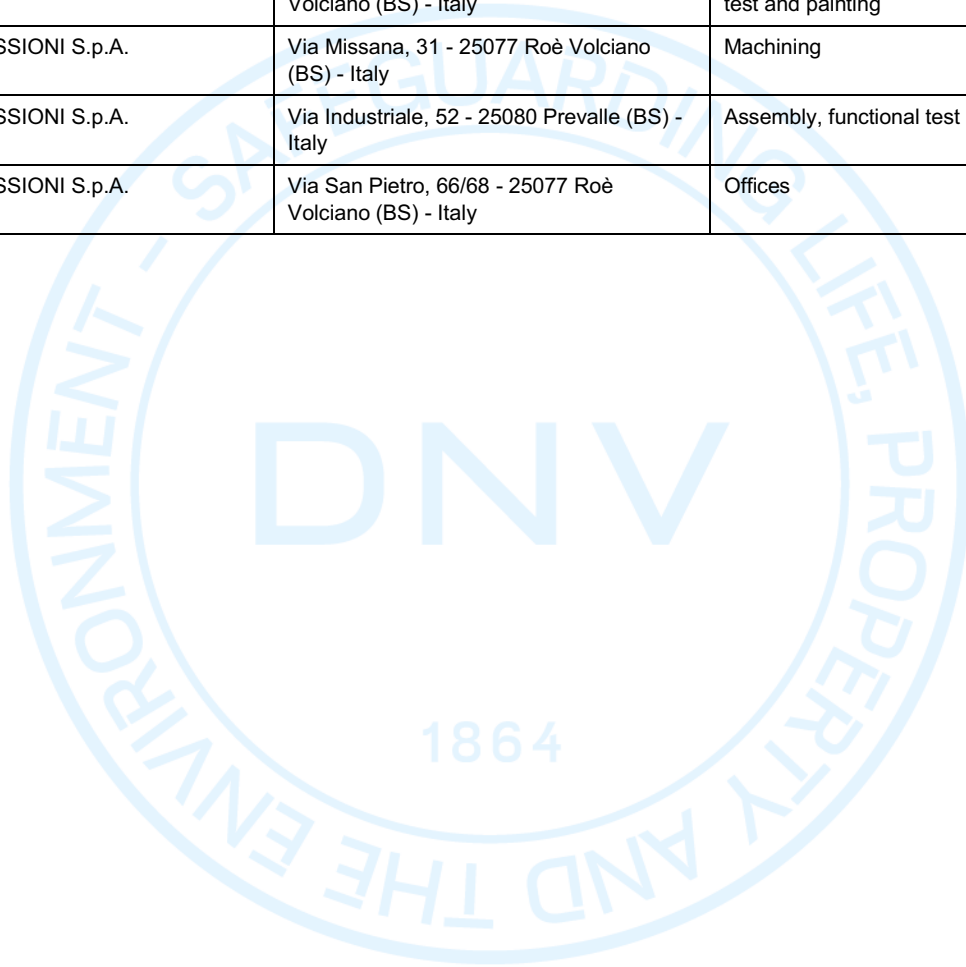 Volciano (BS) - Italy
test and painting
SSIONI S.p.A.
Via Missana, 31 - 25077 Roè Volciano
(BS) - Italy
Machining
SSIONI S.p.A.
Via Industriale, 52 - 25080 Prevalle (BS) -
Italy
Assembly, functional test
SSIONI S.p.A.
Via San Pietro, 66/68 - 25077 Roè
Volciano (BS) - Italy
Offices
SAFEGUARDING LIFE, PROPERTY AND THE ENVIRONMENT -
DNV
1864